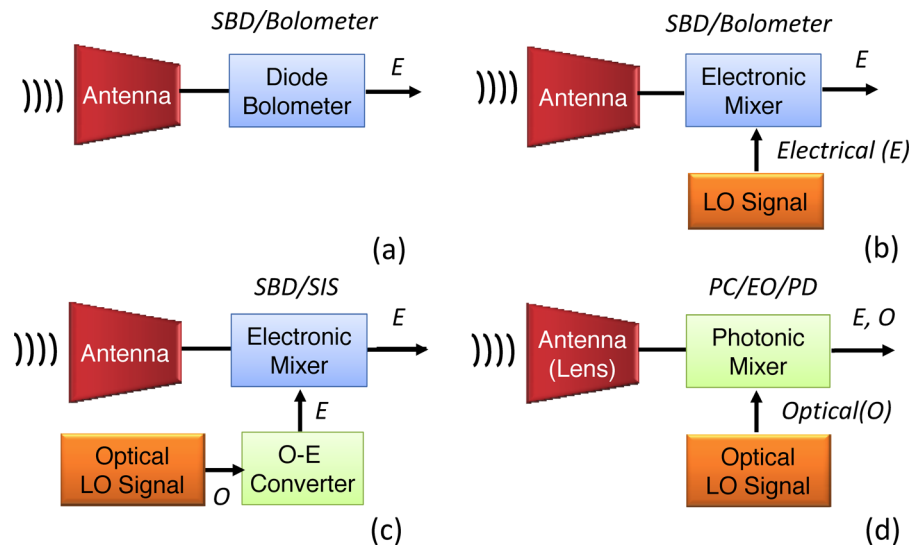 SBD/Bolometer
Antenna
Diode
Bolometer
E
(a)
SBD/Bolometer
Antenna
Electronic
Mixer
E
Electrical (E)
LO Signal
(b)
SBD/SIS
Antenna
Electronic
Mixer
E
E
Optical
LO Signal
O
O-E
Converter
(c)
PC/EO/PD
Antenna
(Lens)
Photonic
Mixer
E, O
Optical(O)
Optical
LO Signal
(d)